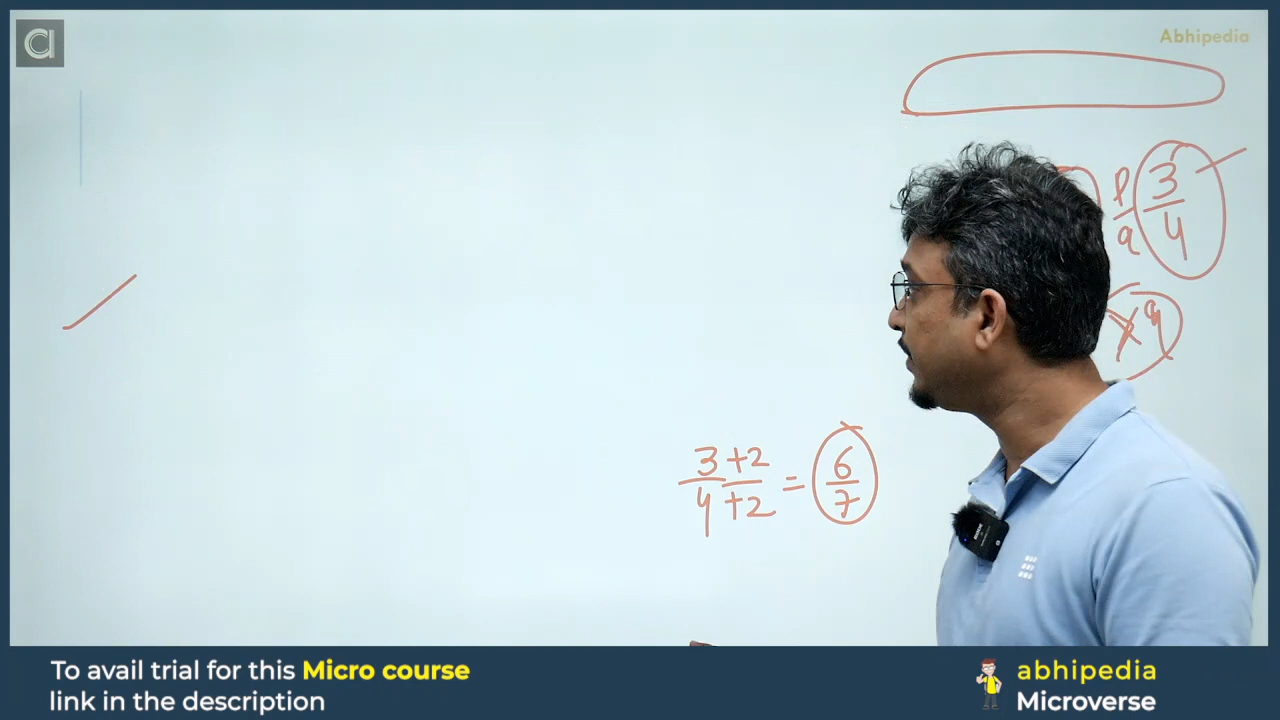 Abhipedia
p/q 3/4
3+2/4+2 = 6/7
To avail trial for this Micro course
link in the description
abhipedia
Microverse